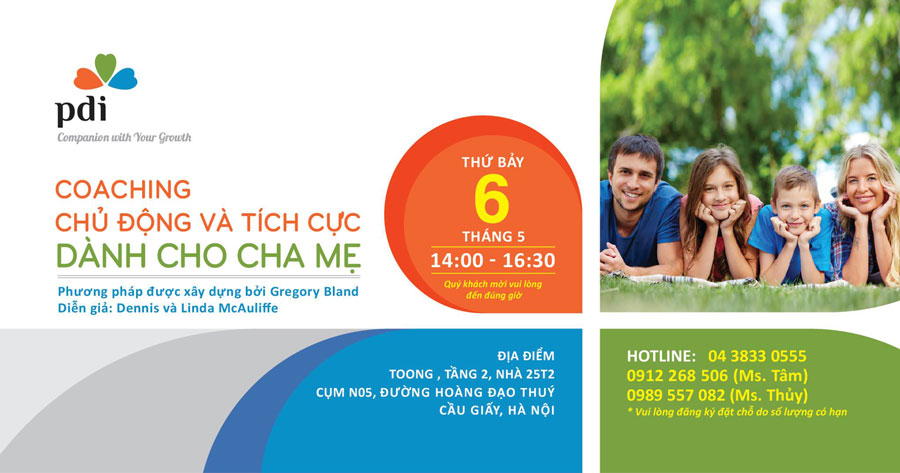 pdi
Companion with Your Growth
COACHING
CHỦ ĐỘNG VÀ TÍCH CỰC
DÀNH CHO CHA MẸ
Phương pháp được xây dựng bởi Gregory Bland
Diễn giả: Dennis và Linda McAuliffe
THỨ BẢY
6
THÁNG 5
14:00 - 16:30
Quý khách mời vui lòng
đến đúng giờ
ĐỊA ĐIỂM
TOONG , TẦNG 2, NHÀ 25T2
CỤM N05, ĐƯỜNG HOÀNG ĐẠO THUÝ
CẦU GIẤY, HÀ NỘI
HOTLINE: 04 3833 0555
0912 268 506 (Ms. Tâm)
0989 557 082 (Ms. Thủy)
* Vui lòng đăng ký đặt chỗ do số lượng có hạn